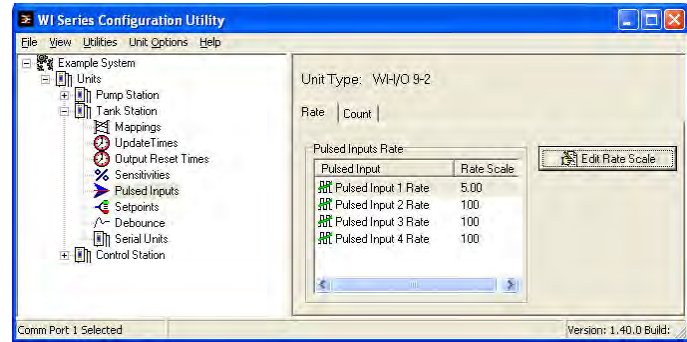 WI Series Configuration Utility
File View Utilities Unit Options Help
Example System
Units
Pump Station
Tank Station
Mappings
UpdateTimes
Output Reset Times
Sensitivities
Pulsed Inputs
Setpoints
Debounce
Serial Units
Control Station
Unit Type: WI-I/O 9-2
Rate Count
Pulsed Inputs Rate
Pulsed Input Rate Scale
Pulsed Input 1 Rate 5.00
Pulsed Input 2 Rate 100
Pulsed Input 3 Rate 100
Pulsed Input 4 Rate 100
Edit Rate Scale
Comm Port 1 Selected
Version: 1.40.0 Build: